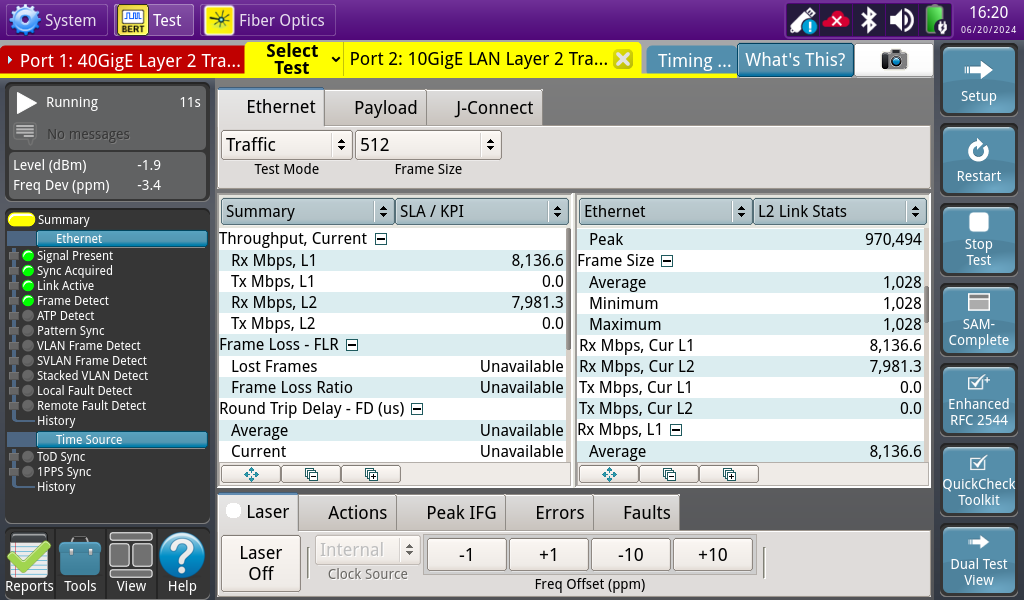 System
BERT
Test
Fiber Optics
16:20
06/20/2024
Port 1: 40GigE Layer 2 Tra...
Select
Test
Port 2: 10GigE LAN Layer 2 Tra...
Timing ...
What's This?
Running 11s
No messages
Level (dBm) -1.9
Freq Dev (ppm) -3.4
Summary
Ethernet
Signal Present
Sync Acquired
Link Active
Frame Detect
ATP Detect
Pattern Sync
VLAN Frame Detect
SVLAN Frame Detect
Stacked VLAN Detect
Local Fault Detect
Remote Fault Detect
History
Time Source
ToD Sync
1PPS Sync
History
Reports
Tools
View
Help
Ethernet
Payload
J-Connect
Traffic
512
Test Mode
Frame Size
Summary
SLA / KPI
Throughput, Current
Rx Mbps, L1 8,136.6
Tx Mbps, L1 0.0
Rx Mbps, L2 7,981.3
Tx Mbps, L2 0.0
Frame Loss - FLR
Lost Frames Unavailable
Frame Loss Ratio Unavailable
Round Trip Delay - FD (us)
Average Unavailable
Current Unavailable
Ethernet
L2 Link Stats
Peak 970,494
Frame Size
Average 1,028
Minimum 1,028
Maximum 1,028
Rx Mbps, Cur L1 8,136.6
Rx Mbps, Cur L2 7,981.3
Tx Mbps, Cur L1 0.0
Tx Mbps, Cur L2 0.0
Rx Mbps, L1
Average 8,136.6
Laser
Actions
Peak IFG
Errors
Faults
Laser
Off
Internal
Clock Source
-1
+1
-10
+10
Freq Offset (ppm)
Setup
Restart
Stop
Test
SAM-
Complete
Enhanced
RFC 2544
QuickCheck
Toolkit
Dual Test
View